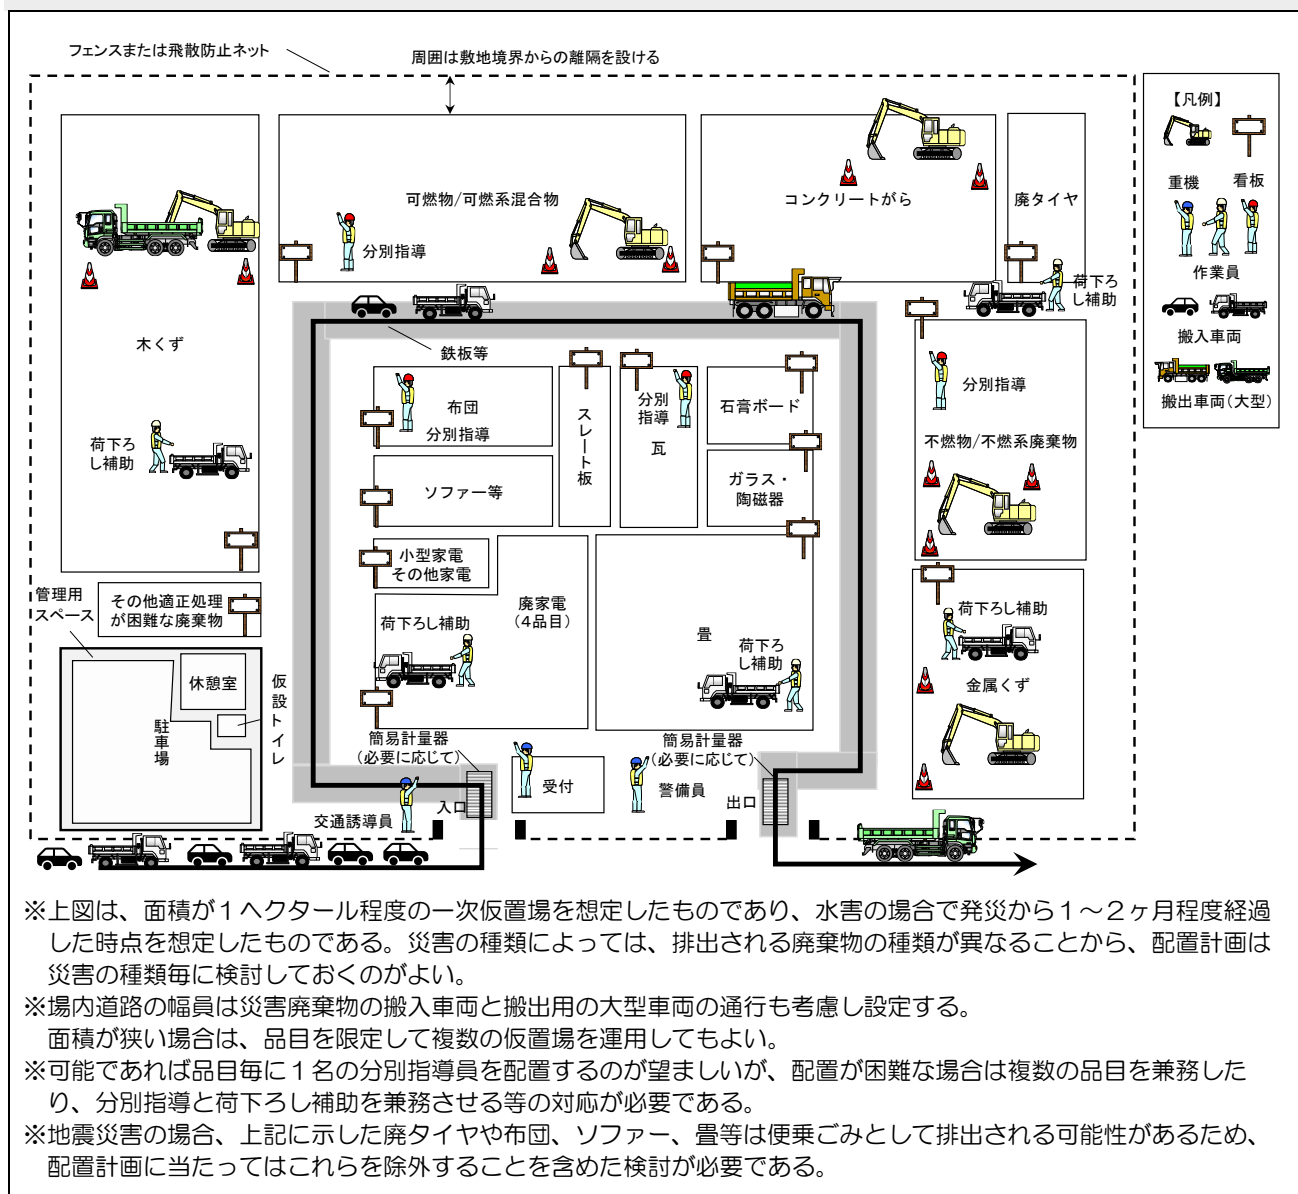 フェンスまたは飛散防止ネット
周囲は敷地境界からの離隔を設ける
【凡例】
重機
看板
作業員
搬入車両
搬出車両(大型)
可燃物/可燃系混合物
分別指導
コンクリートがら
廃タイヤ
荷下ろ
し補助
木くず
荷下ろ
し補助
鉄板等
布団
分別指導
スレート板
分別
指導
瓦
石膏ボード
ソファー等
ガラス・
陶磁器
分別指導
不燃物/不燃系廃棄物
小型家電
その他家電
廃家電
(4品目)
荷下ろし補助
畳
荷下ろ
し補助
荷下ろし補助
金属くず
管理用
スペース
その他適正処理
が困難な廃棄物
休憩室
仮設トイレ
駐車場
簡易計量器
(必要に応じて)
簡易計量器
(必要に応じて)
交通誘導員
入口
受付
警備員
出口
※上図は、面積が1ヘクタール程度の一次仮置場を想定したものであり、水害の場合で発災から1～2ヶ月程度経過
した時点を想定したものである。災害の種類によっては、排出される廃棄物の種類が異なることから、配置計画は
災害の種類毎に検討しておくのがよい。
※場内道路の幅員は災害廃棄物の搬入車両と搬出用の大型車両の通行も考慮し設定する。
面積が狭い場合は、品目を限定して複数の仮置場を運用してもよい。
※可能であれば品目毎に1名の分別指導員を配置するのが望ましいが、配置が困難な場合は複数の品目を兼務した
り、分別指導と荷下ろし補助を兼務させる等の対応が必要である。
※地震災害の場合、上記に示した廃タイヤや布団、ソファー、畳等は便乗ごみとして排出される可能性があるため、
配置計画に当たってはこれらを除外することを含めた検討が必要である。